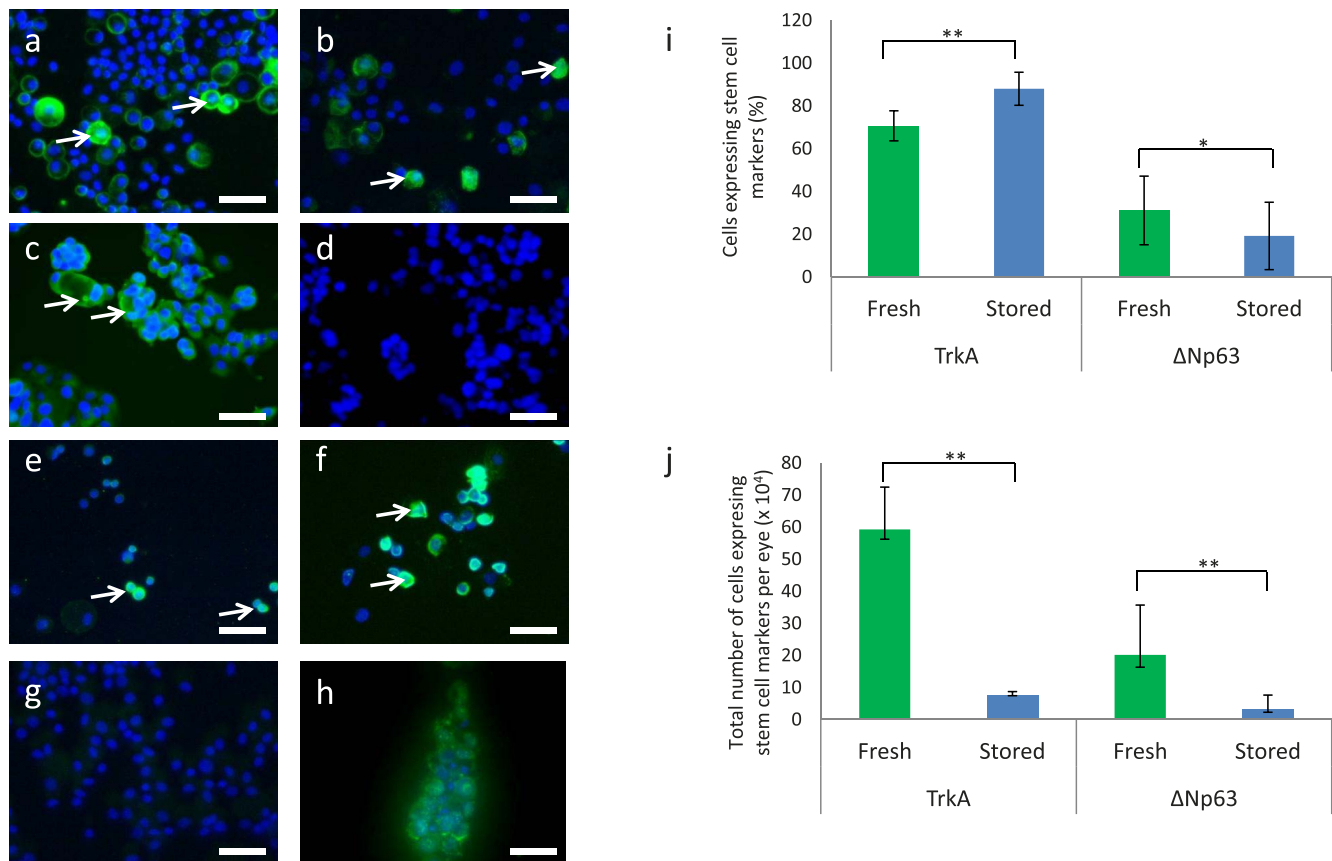 a
b
c
d
e
f
g
h
i
Cells expressing stem cell
markers (%)
120
100
80
60
40
20
0
**
*
Fresh Stored Fresh Stored
TrkA ΔNp63
j
Total number of cells expresing
stem cell markers per eye (x 10⁴)
80
70
60
50
40
30
20
10
0
**
**
Fresh Stored Fresh Stored
TrkA ΔNp63